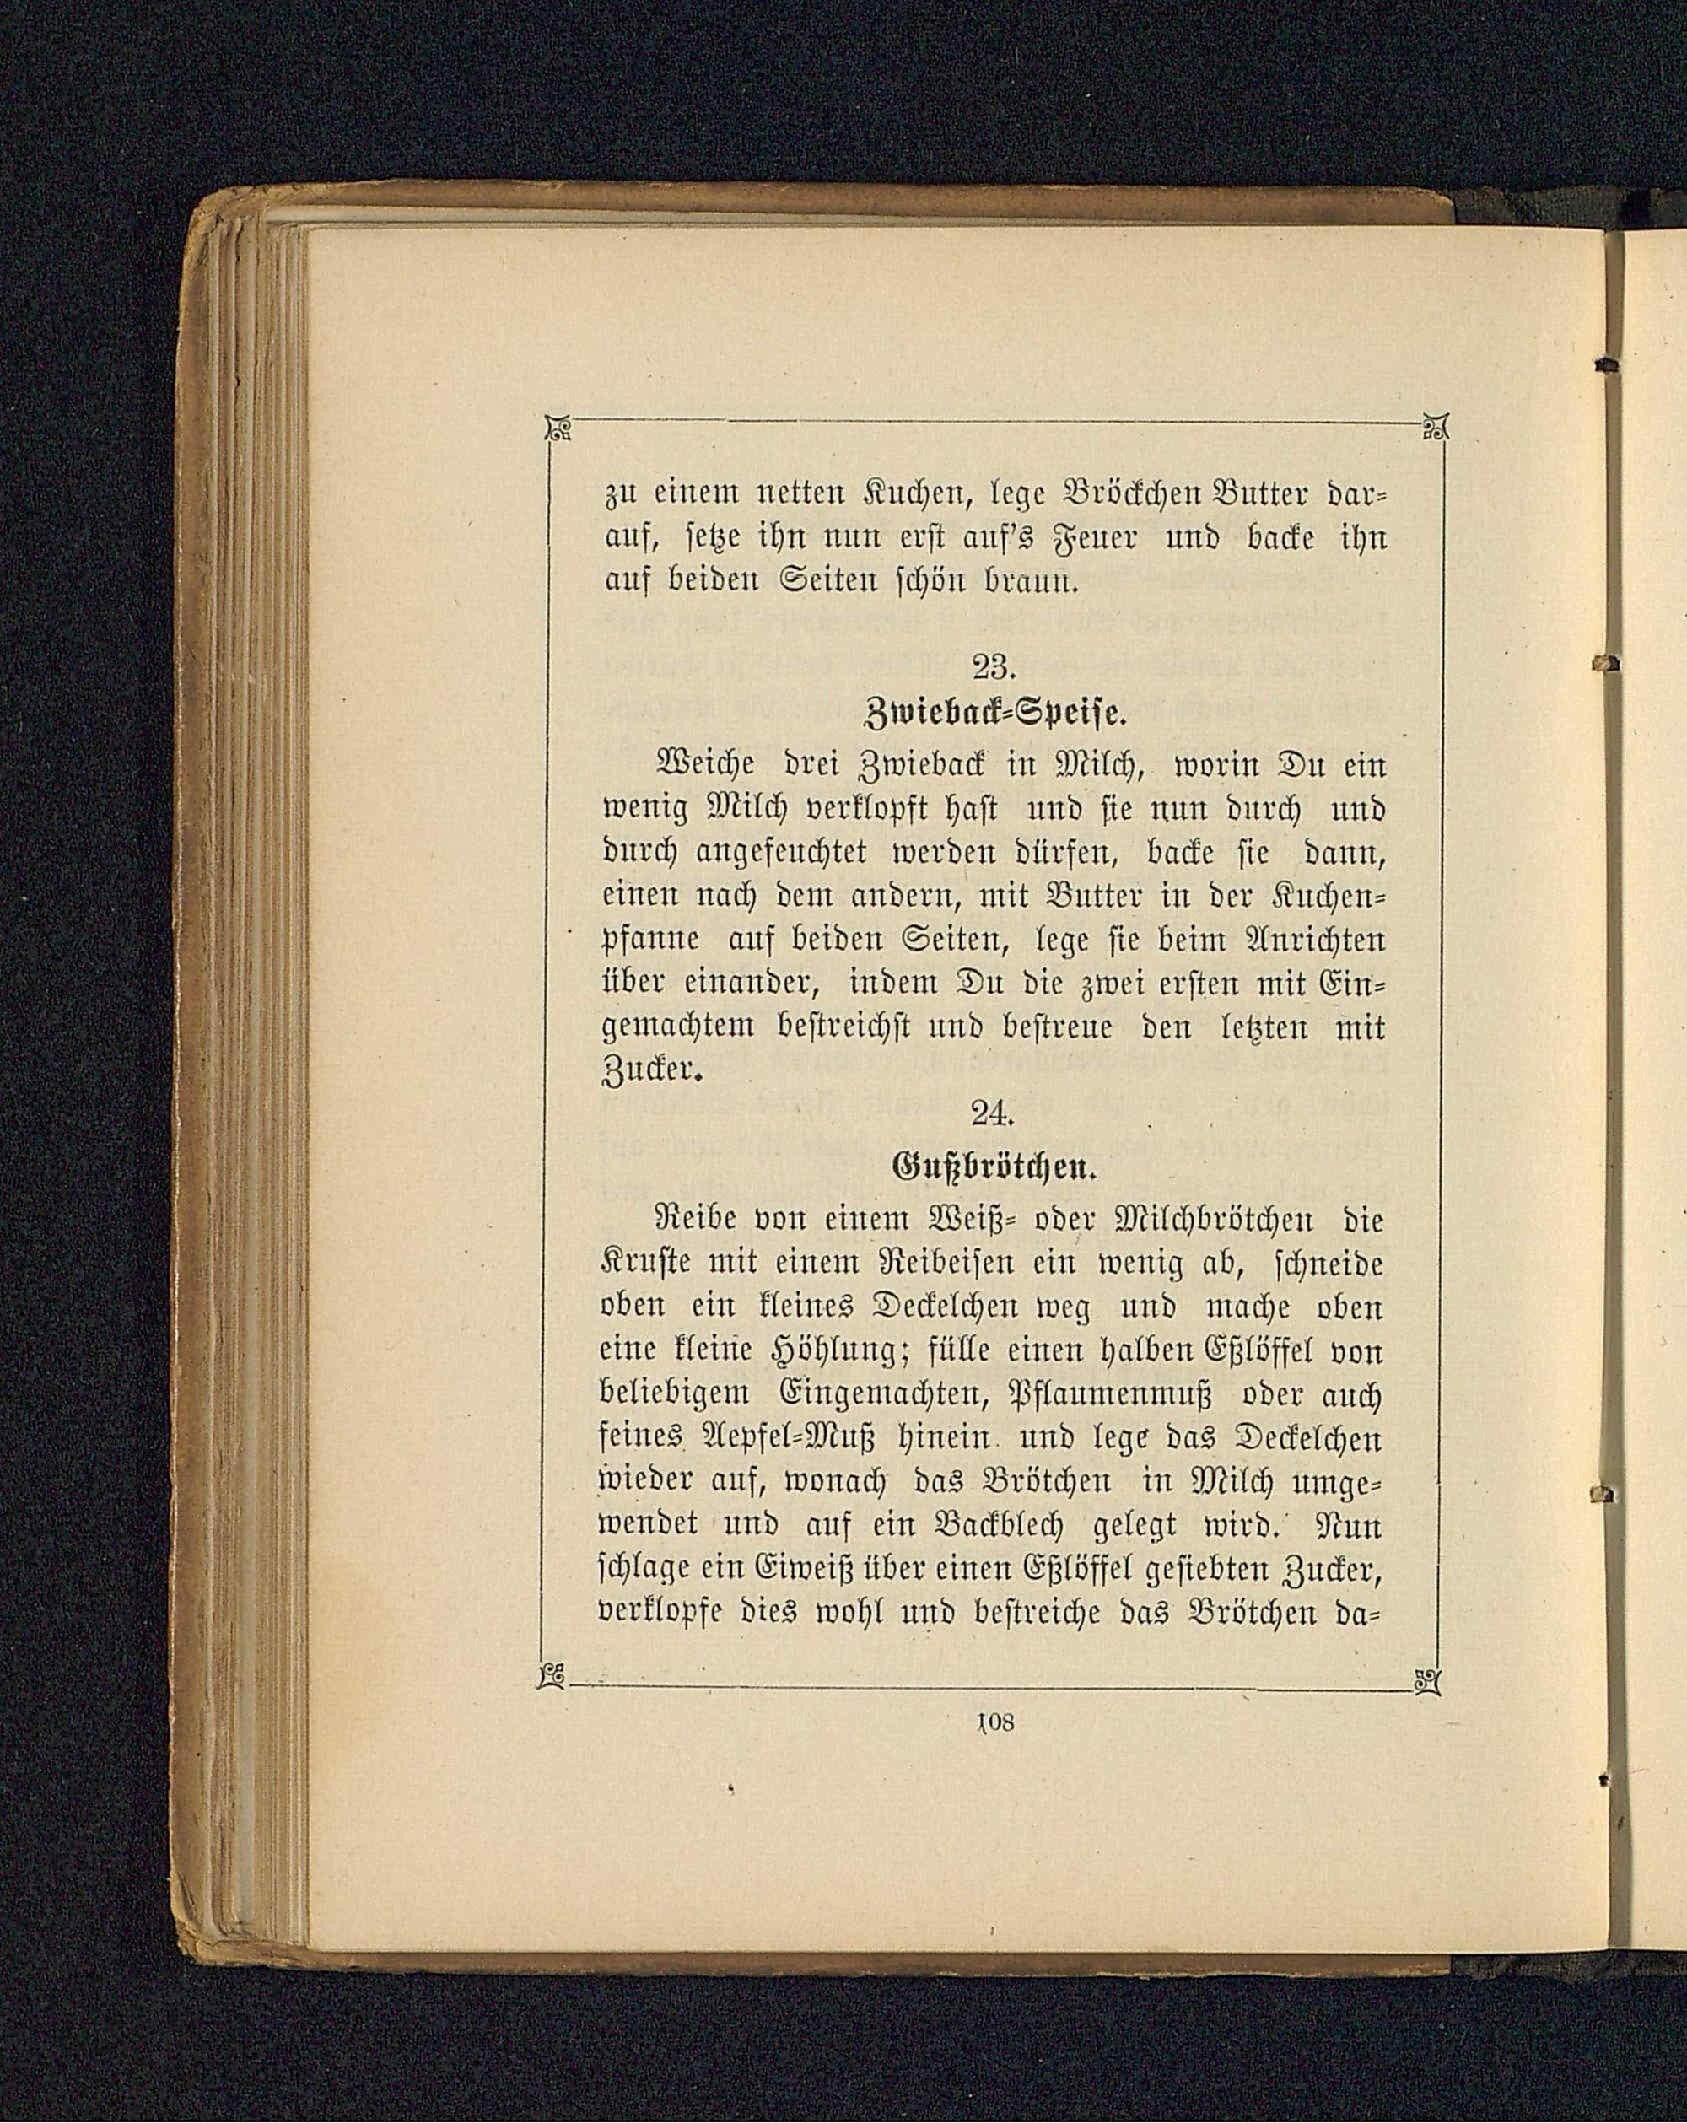 zu einem netten Kuchen, lege Bröckchen Butter dar-
auf, setze ihn nun erst auf's Feuer und backe ihn
auf beiden Seiten schön braun.
23.
Zwieback-Speise.
Weiche drei Zwieback in Milch, worin Du ein
wenig Milch verklopft hast und sie nun durch und
durch angefeuchtet werden dürfen, backe sie dann,
einen nach dem andern, mit Butter in der Kuchen-
pfanne auf beiden Seiten, lege sie beim Anrichten
über einander, indem Du die zwei ersten mit Ein-
gemachtem bestreichst und bestreue den letzten mit
Zucker.
24.
Gußbrötchen.
Reibe von einem Weiß- oder Milchbrötchen die
Kruste mit einem Reibeisen ein wenig ab, schneide
oben ein kleines Deckelchen weg und mache oben
eine kleine Höhlung; fülle einen halben Eßlöffel von
beliebigem Eingemachten, Pflaumenmuß oder auch
feines Aepfel-Muß hinein und lege das Deckelchen
wieder auf, wonach das Brötchen in Milch umge-
wendet und auf ein Backblech gelegt wird. Nun
schlage ein Eiweiß über einen Eßlöffel gesiebten Zucker,
verklopfe dies wohl und bestreiche das Brötchen da-
108